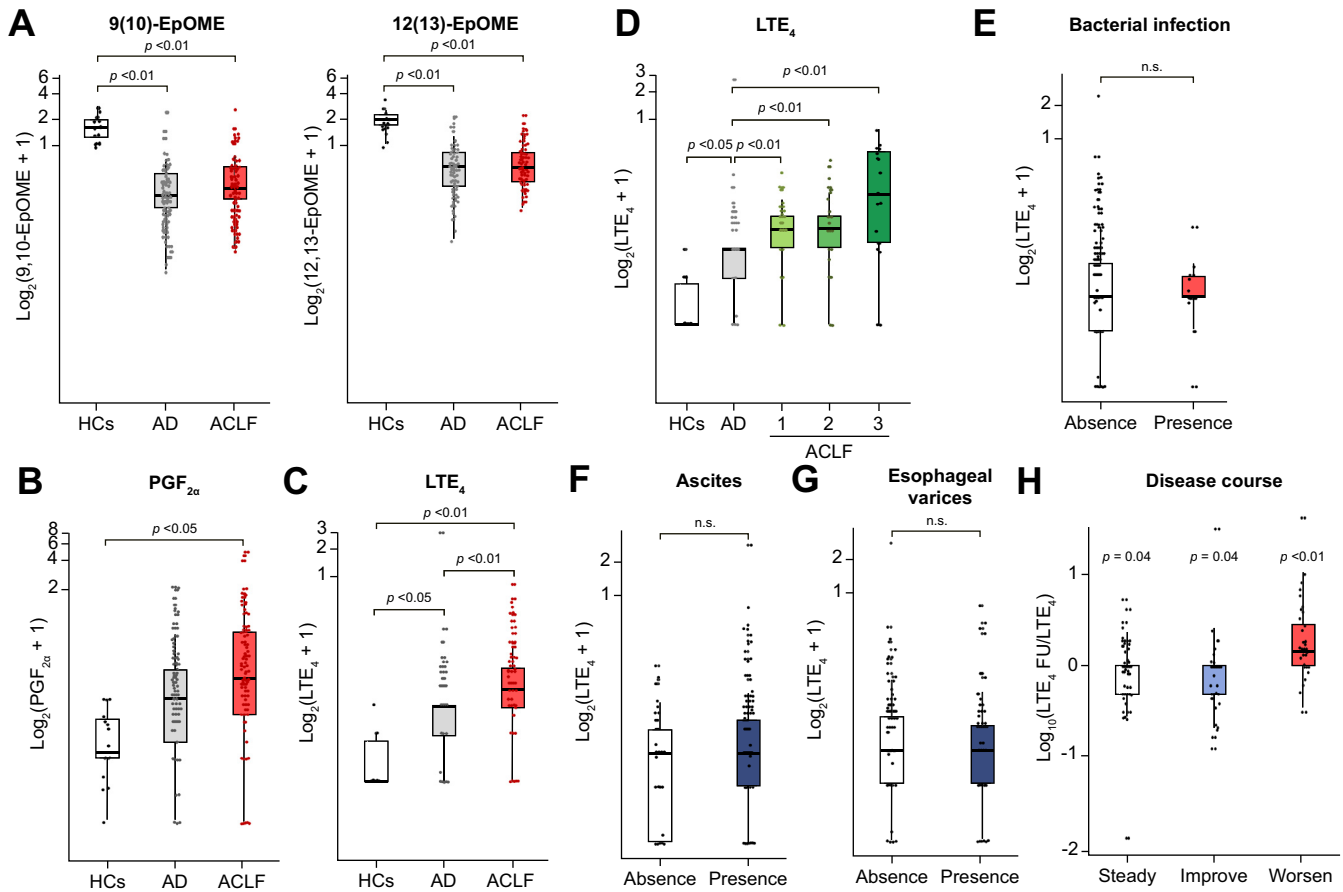 A
9(10)-EpOME
p <0.01
p <0.01
6
4
2
1
Log2(9,10-EpOME + 1)
HCs AD ACLF
12(13)-EpOME
p <0.01
p <0.01
6
4
2
1
Log2(12,13-EpOME + 1)
HCs AD ACLF
B
PGF2α
p <0.05
8
6
4
2
Log2(PGF2α + 1)
HCs AD ACLF
C
LTE4
p <0.01
p <0.01
p <0.05
3
2
1
Log2(LTE4 + 1)
HCs AD ACLF
D
LTE4
p <0.01
p <0.01
p <0.05 p <0.01
3
2
1
Log2(LTE4 + 1)
HCs AD 1 2 3
ACLF
E
Bacterial infection
n.s.
2
1
Log2(LTE4 + 1)
Absence Presence
F
Ascites
n.s.
2
1
Log2(LTE4 + 1)
Absence Presence
G
Esophageal
varices
n.s.
2
1
Log2(LTE4 + 1)
Absence Presence
H
Disease course
p = 0.04 p = 0.04 p <0.01
1
0
-1
-2
Log10(LTE4 FU/LTE4)
Steady Improve Worsen